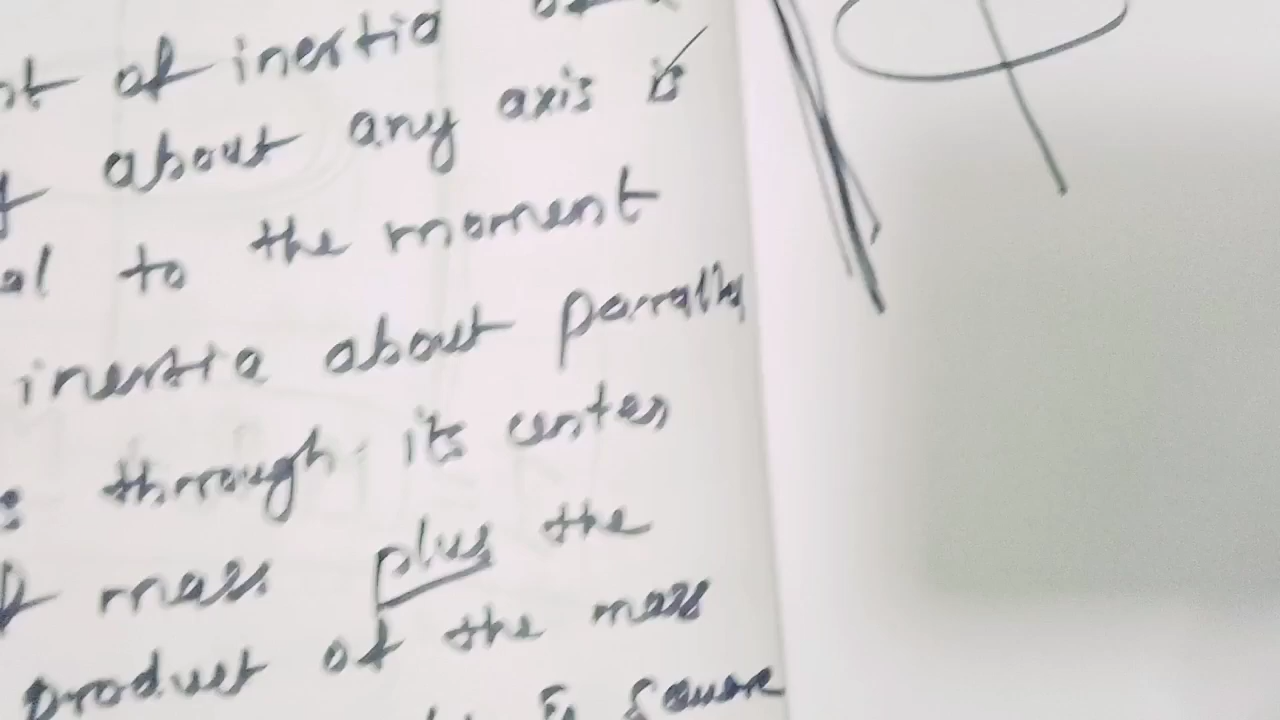 of inertia
about any axis is
to the moment
inertia about
through its center
mass plus the
product of the mass
square